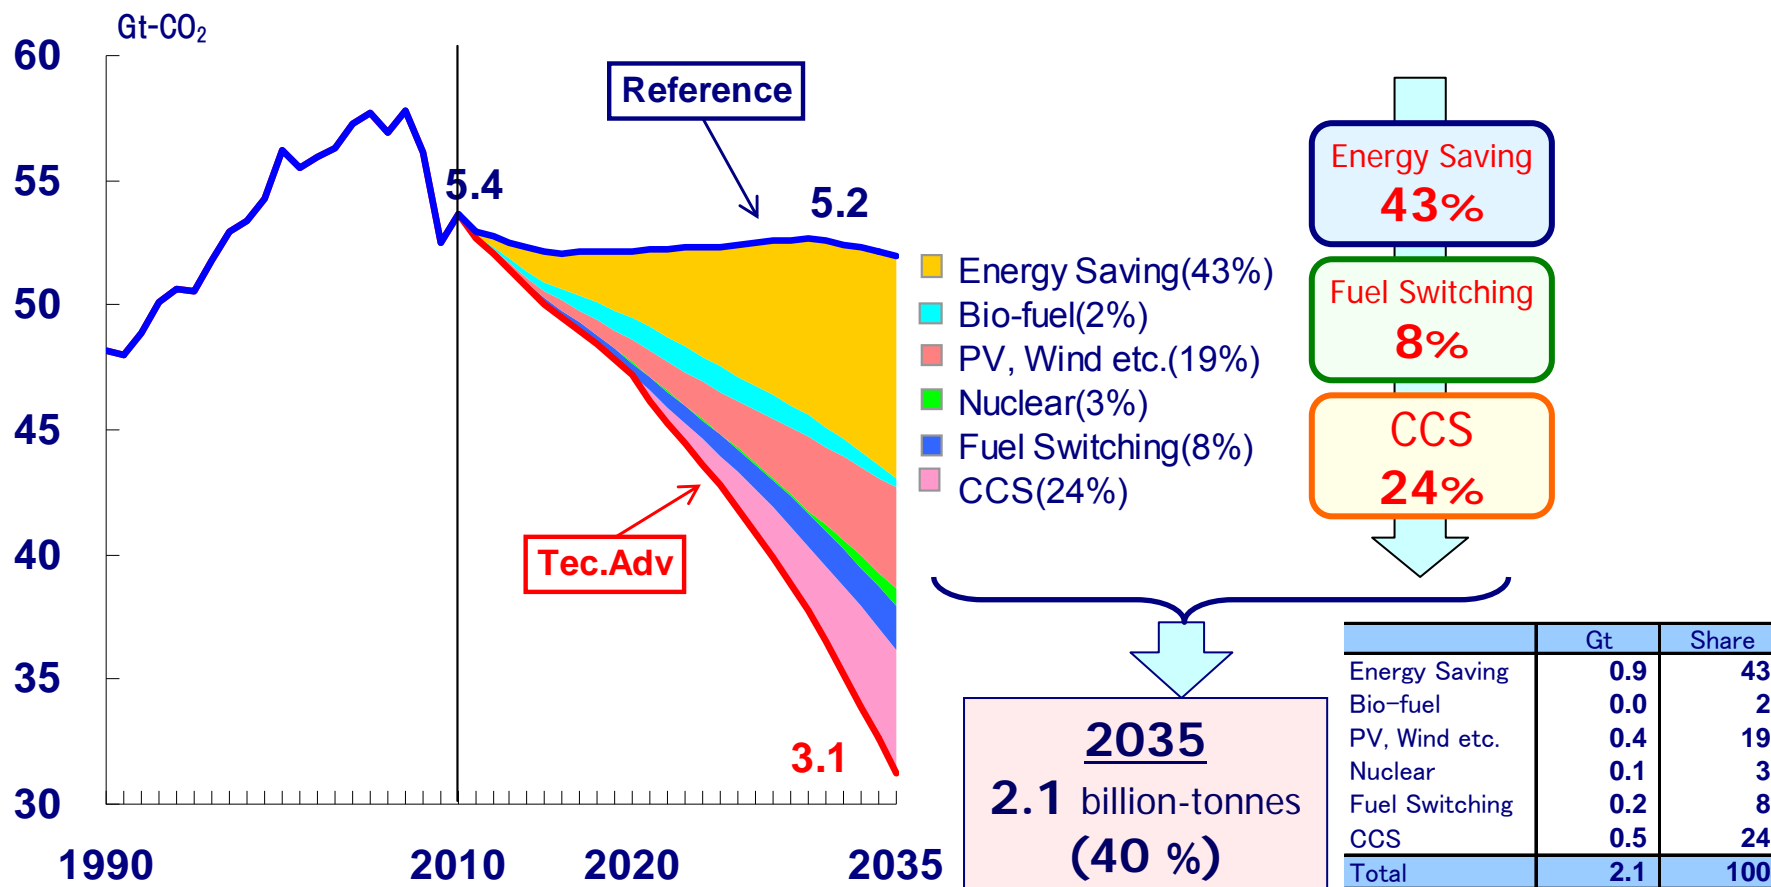 Gt-CO₂
60
55
50
45
40
35
30
1990
2010
2020
2035
5.4
Reference
5.2
Tec.Adv
3.1
Energy Saving(43%)
Bio-fuel(2%)
PV, Wind etc.(19%)
Nuclear(3%)
Fuel Switching(8%)
CCS(24%)
Energy Saving
43%
Fuel Switching
8%
CCS
24%
2035
2.1 billion-tonnes
(40 %)
Gt Share
Energy Saving 0.9 43
Bio-fuel 0.0 2
PV, Wind etc. 0.4 19
Nuclear 0.1 3
Fuel Switching 0.2 8
CCS 0.5 24
Total 2.1 100